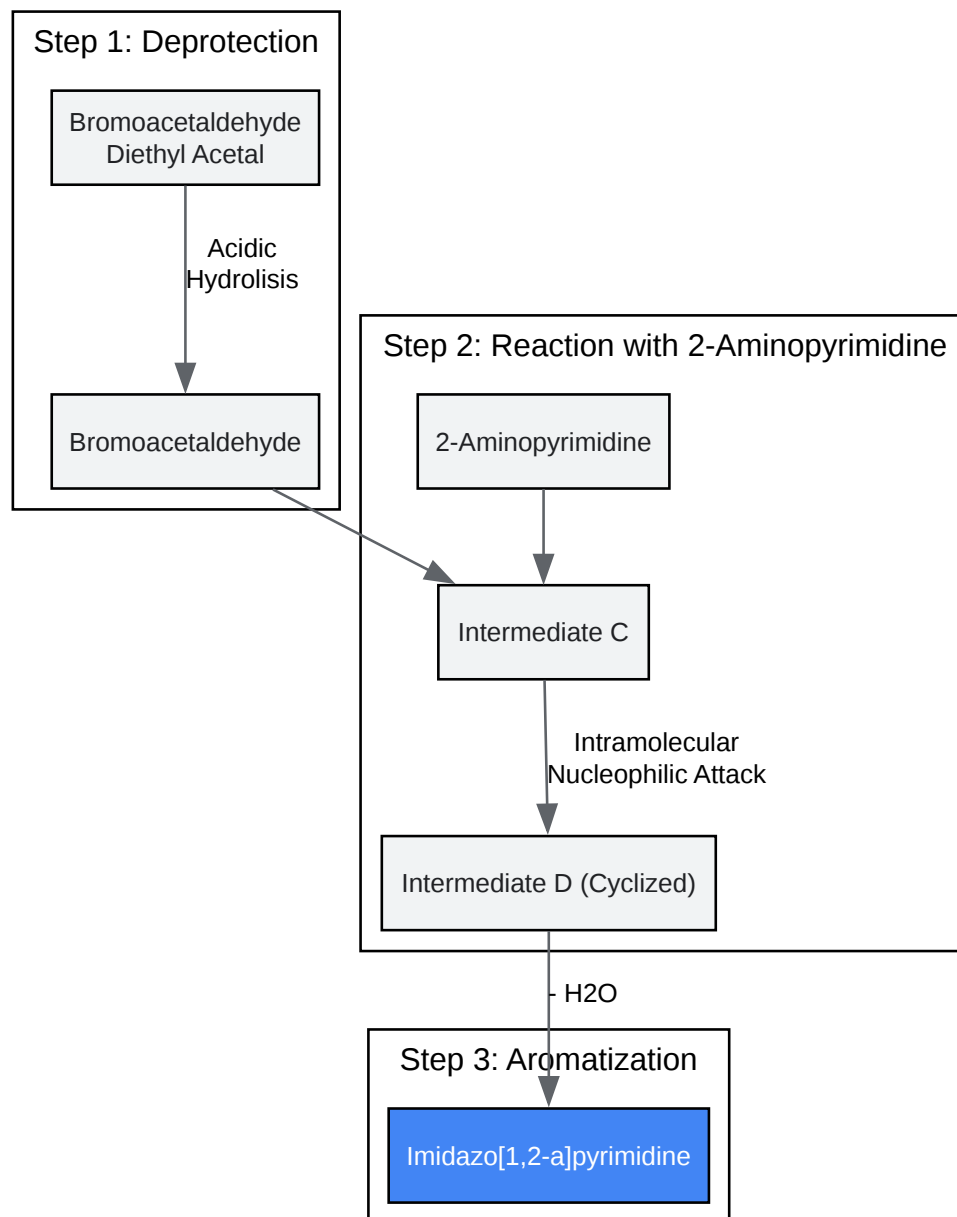 Step 1: Deprotection
Bromoacetaldehyde
Diethyl Acetal
Acidic
Hydrolisis
Bromoacetaldehyde
Step 2: Reaction with 2-Aminopyrimidine
2-Aminopyrimidine
Intermediate C
Intramolecular
Nucleophilic Attack
Intermediate D (Cyclized)
- H2O
Step 3: Aromatization
Imidazo[1,2-a]pyrimidine